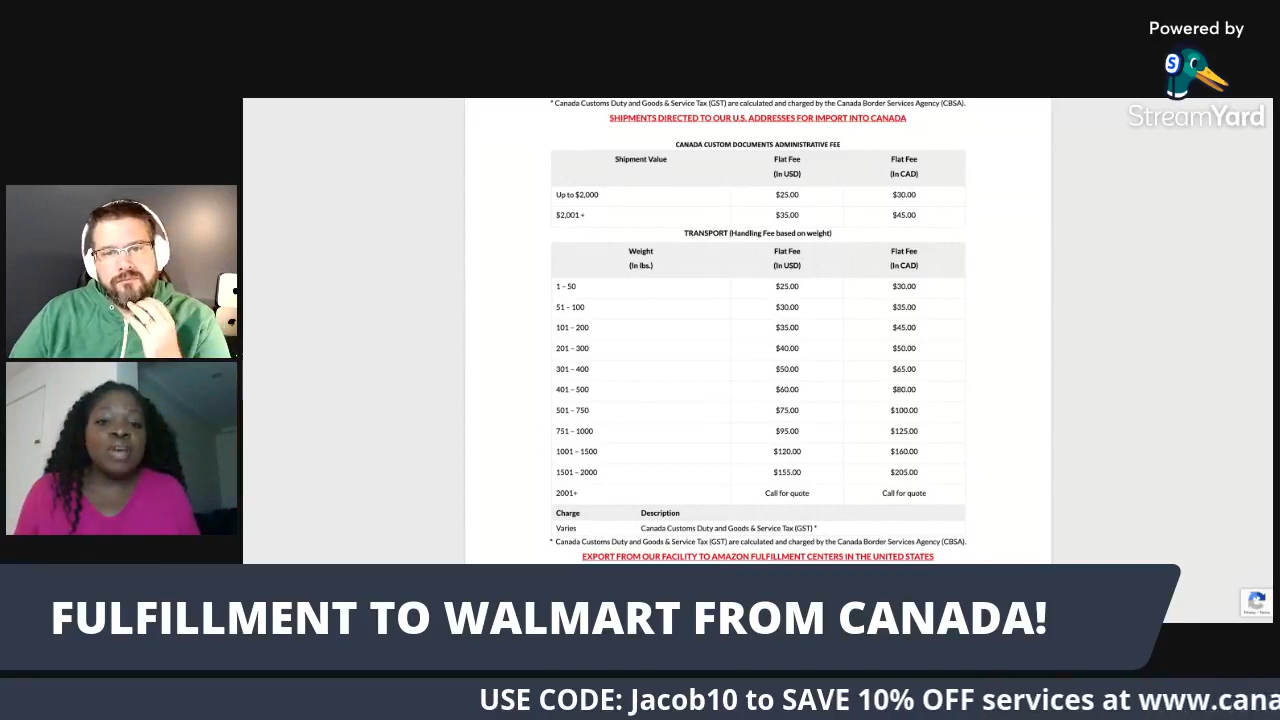 Powered by
StreamYard
* Canada Customs Duty and Goods & Service Tax (GST) are calculated and charged by the Canada Border Services Agency (CBSA).
SHIPMENTS DIRECTED TO OUR U.S. ADDRESSES FOR IMPORT INTO CANADA
CANADA CUSTOM DOCUMENTS ADMINISTRATIVE FEE
Shipment Value Flat Fee Flat Fee
(In USD) (In CAD)
Up to $2,000 $25.00 $30.00
$2,001 + $35.00 $45.00
TRANSPORT (Handling Fee based on weight)
Weight Flat Fee Flat Fee
(In lbs.) (In USD) (In CAD)
1 – 50 $25.00 $30.00
51 – 100 $30.00 $35.00
101 – 200 $35.00 $45.00
201 – 300 $40.00 $50.00
301 – 400 $50.00 $65.00
401 – 500 $60.00 $80.00
501 – 750 $75.00 $100.00
751 – 1000 $95.00 $125.00
1001 – 1500 $120.00 $160.00
1501 – 2000 $155.00 $205.00
2001+ Call for quote Call for quote
Charge Description
Varies Canada Customs Duty and Goods & Service Tax (GST) *
* Canada Customs Duty and Goods & Service Tax (GST) are calculated and charged by the Canada Border Services Agency (CBSA).
EXPORT FROM OUR FACILITY TO AMAZON FULFILLMENT CENTERS IN THE UNITED STATES
Privacy - Terms
FULFILLMENT TO WALMART FROM CANADA!
USE CODE: Jacob10 to SAVE 10% OFF services at www.cana